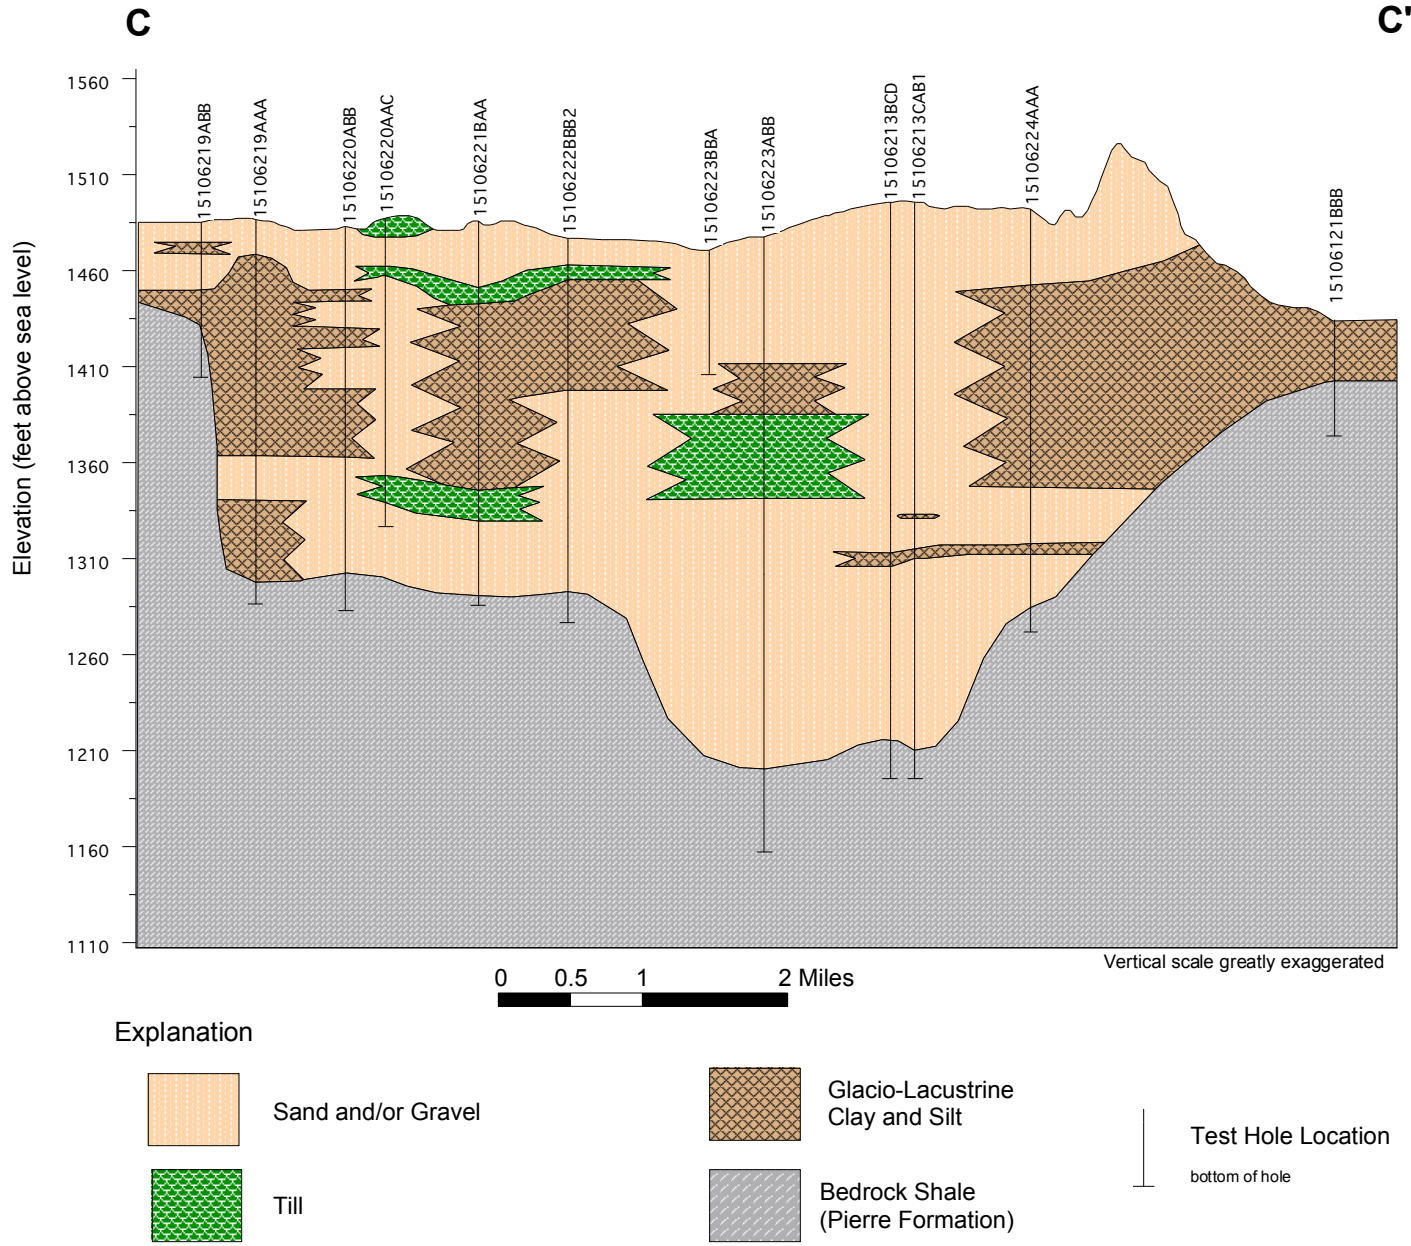 C
C'
15106219ABB
15106219AAA
15106220ABB
15106220AAC
15106221BAA
15106222BBB2
15106223BBA
15106223ABB
15106213BCD
15106213CAB1
15106224AAA
15106121BBB
Elevation (feet above sea level)
1560
1510
1460
1410
1360
1310
1260
1210
1160
1110
Vertical scale greatly exaggerated
0 0.5 1 2 Miles
Explanation
Sand and/or Gravel
Till
Glacio-Lacustrine
Clay and Silt
Bedrock Shale
(Pierre Formation)
Test Hole Location
bottom of hole